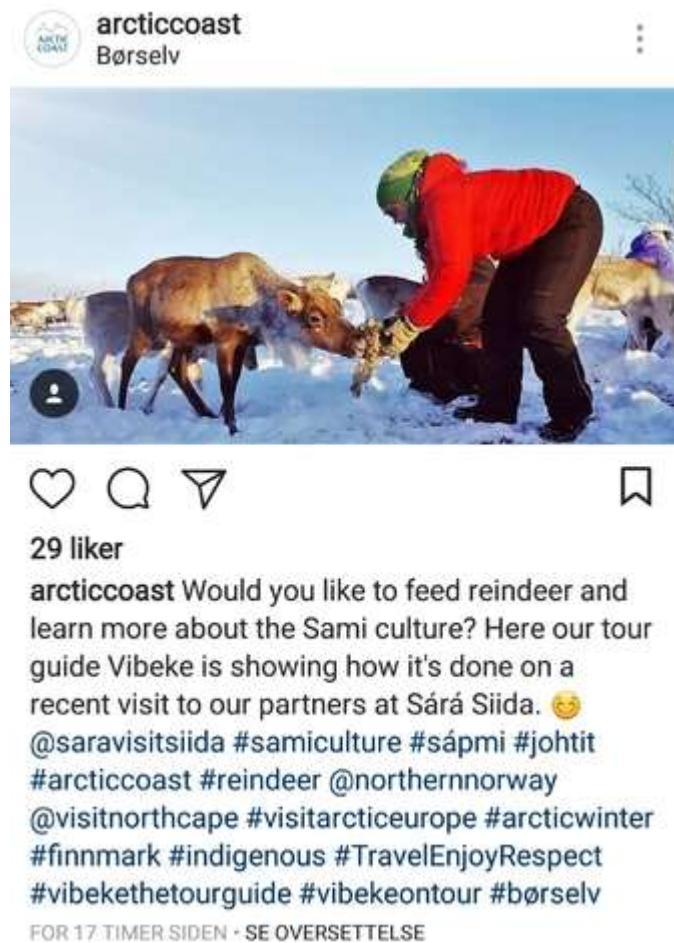 arcticcoast
Børselv
ARCTIC
COAST
29 liker
arcticcoast Would you like to feed reindeer and
learn more about the Sami culture? Here our tour
guide Vibeke is showing how it's done on a
recent visit to our partners at Sárá Siida. 😊
@saravisitsiida #samiculture #sápmi #johtit
#arcticcoast #reindeer @northernnorway
@visitnorthcape #visitarcticeurope #arcticwinter
#finnmark #indigenous #TravelEnjoyRespect
#vibekethetourguide #vibekeontour #børselv
FOR 17 TIMER SIDEN • SE OVERSETTELSE